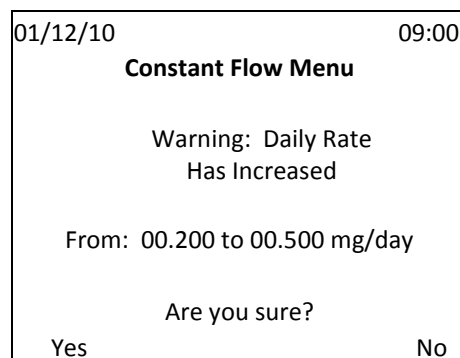 01/12/10 09:00
Constant Flow Menu
Warning: Daily Rate
Has Increased
From: 00.200 to 00.500 mg/day
Are you sure?
Yes No